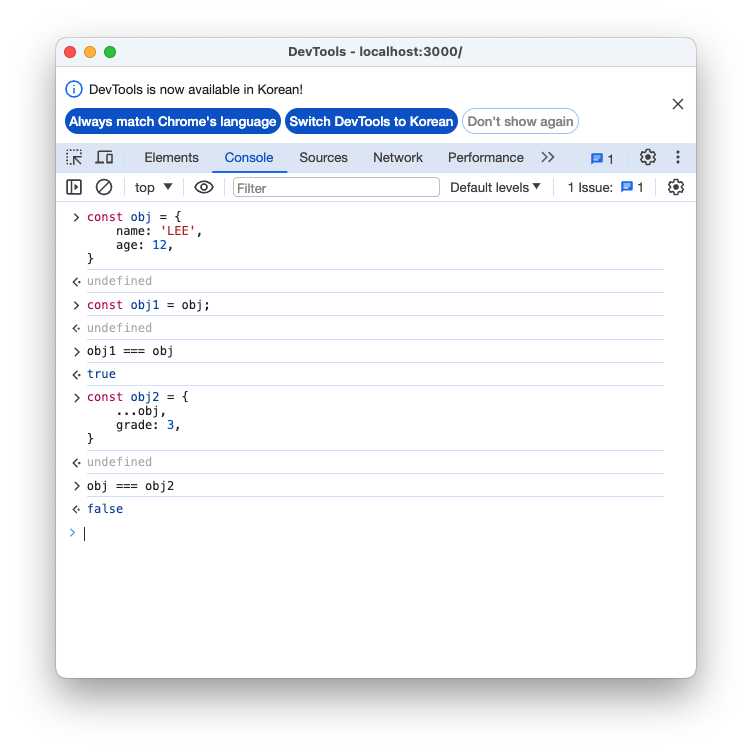 DevTools - localhost:3000/
DevTools is now available in Korean!
Always match Chrome's language Switch DevTools to Korean Don't show again
Elements Console Sources Network Performance 1
top Filter Default levels 1 Issue: 1
const obj = {
    name: 'LEE',
    age: 12,
}
undefined
const obj1 = obj;
undefined
obj1 === obj
true
const obj2 = {
    ...obj,
    grade: 3,
}
undefined
obj === obj2
false